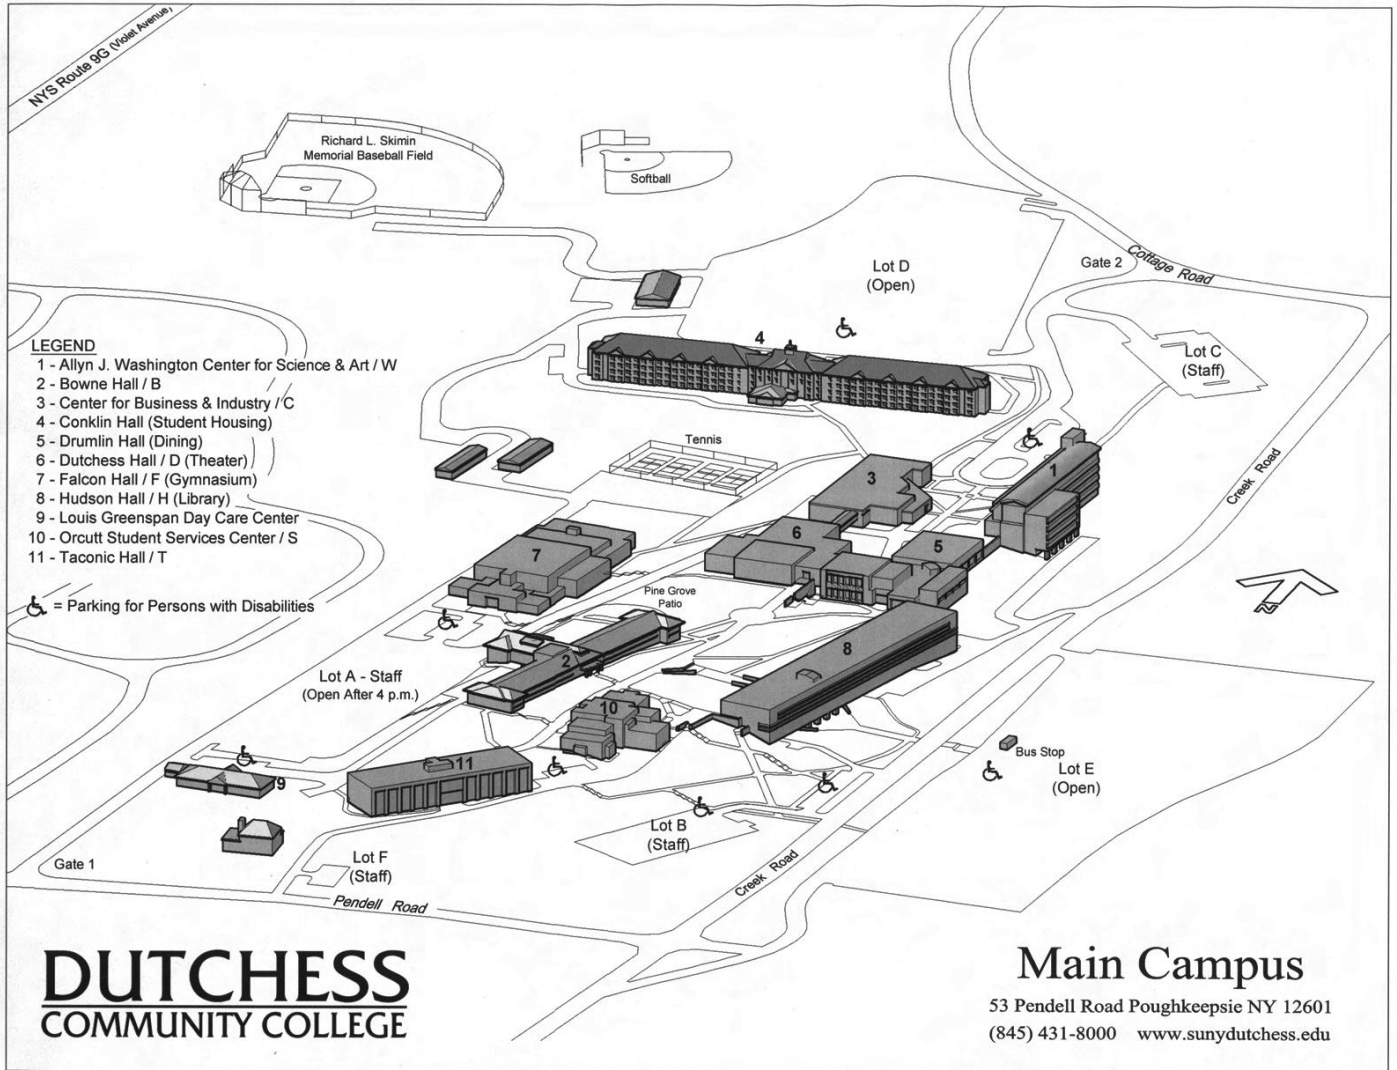 NYS Route 9G (Violet Avenue)
Richard L. Skimin
Memorial Baseball Field
Softball
Lot D
(Open)
Gate 2
Cottage Road
Lot C
(Staff)
4
LEGEND
1 - Allyn J. Washington Center for Science & Art / W
2 - Bowne Hall / B
3 - Center for Business & Industry / C
4 - Conklin Hall (Student Housing)
5 - Drumlin Hall (Dining)
6 - Dutchess Hall / D (Theater)
7 - Falcon Hall / F (Gymnasium)
8 - Hudson Hall / H (Library)
9 - Louis Greenspan Day Care Center
10 - Orcutt Student Services Center / S
11 - Taconic Hall / T
= Parking for Persons with Disabilities
Tennis
3
1
Creek Road
6
5
7
N
Pine Grove
Patio
2
8
Lot A - Staff
(Open After 4 p.m.)
10
Bus Stop
Lot E
(Open)
11
9
Lot B
(Staff)
Gate 1
Lot F
(Staff)
Creek Road
Pendell Road
DUTCHESS
COMMUNITY COLLEGE
Main Campus
53 Pendell Road Poughkeepsie NY 12601
(845) 431-8000 www.sunydutchess.edu